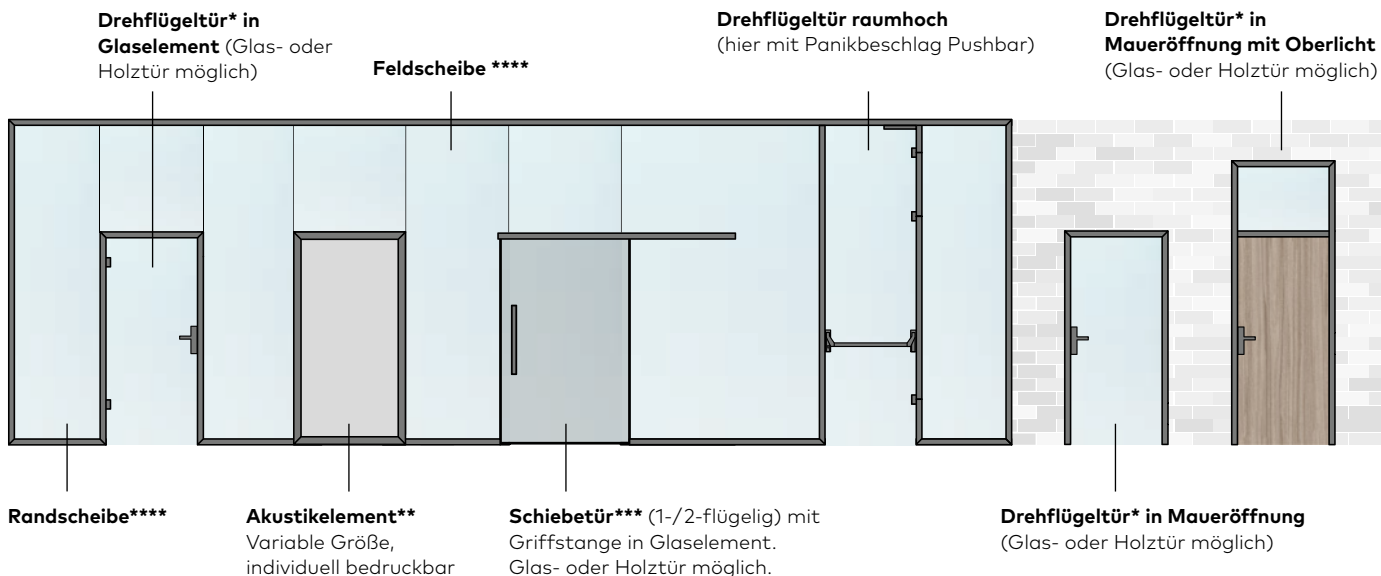 Drehflügeltür* in
Glaselement (Glas- oder
Holztür möglich)
Feldscheibe ****
Drehflügeltür raumhoch
(hier mit Panikbeschlag Pushbar)
Drehflügeltür* in
Maueröffnung mit Oberlicht
(Glas- oder Holztür möglich)
Randscheibe****
Akustikelement**
Variable Größe,
individuell bedruckbar
Schiebetür*** (1-/2-flügelig) mit
Griffstange in Glaselement.
Glas- oder Holztür möglich.
Drehflügeltür* in Maueröffnung
(Glas- oder Holztür möglich)